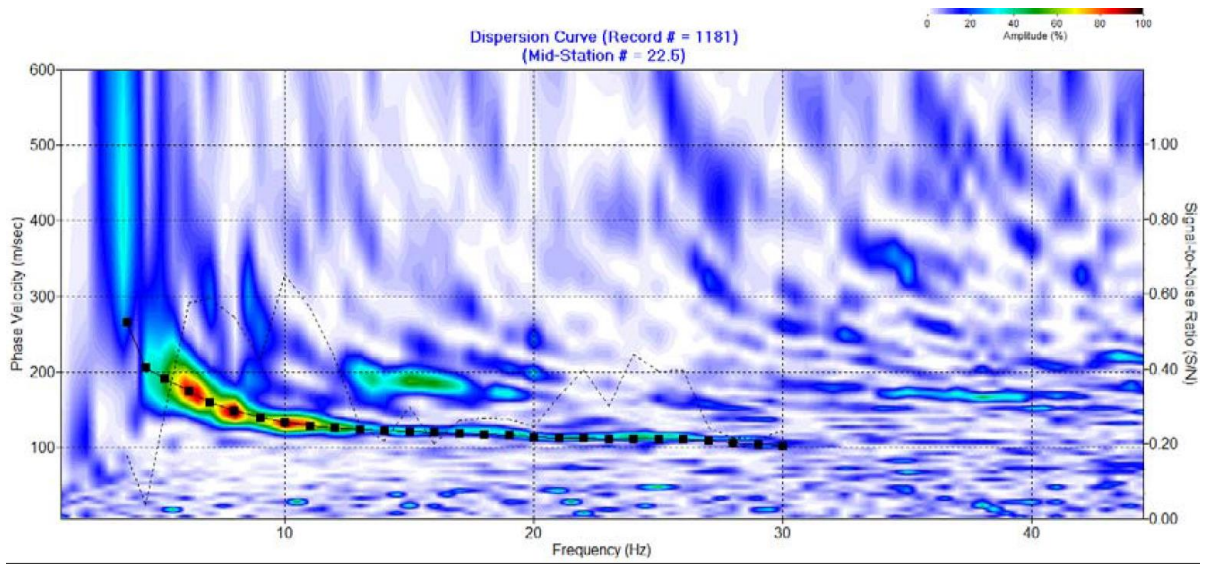 0 20 40 60 80 100
Amplitude (%)
Dispersion Curve (Record # = 1181)
(Mid-Station # = 22.5)
600
500
400
300
200
100
Phase Velocity (m/sec)
1.00
0.80
0.60
0.40
0.20
0.00
Signal-to-Noise Ratio (S/N)
10 20 30 40
Frequency (Hz)